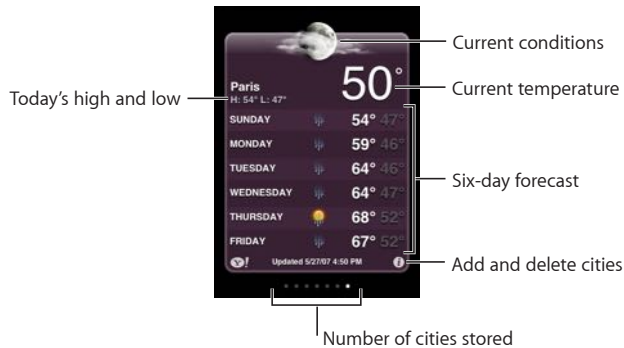 Current conditions
50°
Paris
H: 54° L: 47°
Current temperature
Today's high and low
SUNDAY 54° 47°
MONDAY 59° 46°
TUESDAY 64° 46°
WEDNESDAY 64° 47°
THURSDAY 68° 52°
FRIDAY 67° 52°
Six-day forecast
Y! Updated 5/27/07 4:50 PM i
Add and delete cities
Number of cities stored